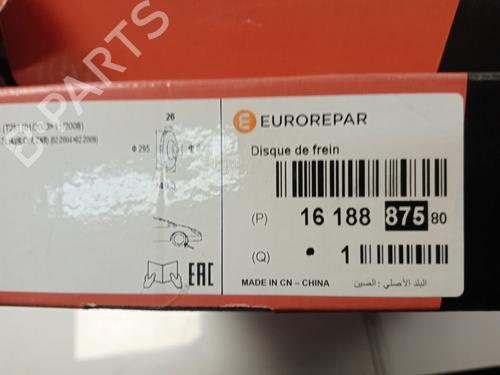 26
Φ 295
EAC
EUROREPAR
Disque de frein
(P) 16 188 875 80
(Q) • 1
MADE IN CN – CHINA
البلد الأصلي : الصين
B-PARTS